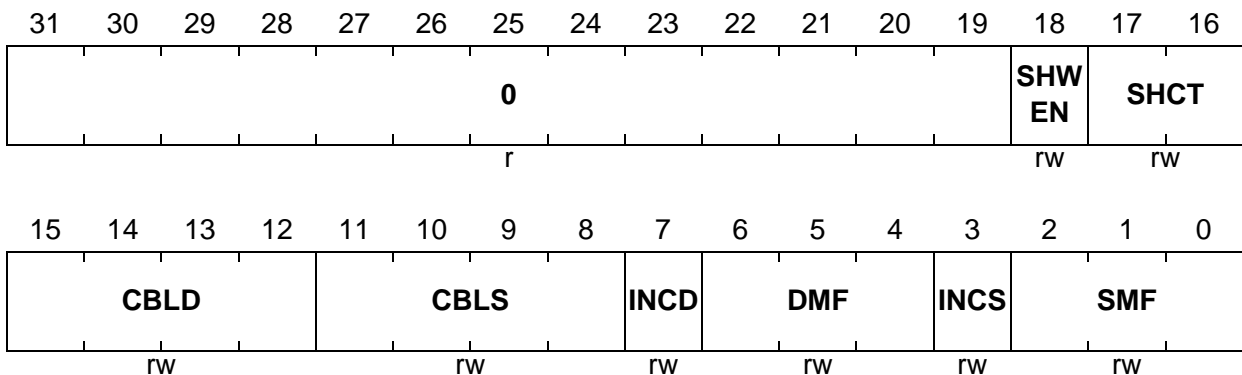 31 30 29 28 27 26 25 24 23 22 21 20 19 18 17 16
0 SHW EN SHCT
r rw rw
15 14 13 12 11 10 9 8 7 6 5 4 3 2 1 0
CBLD CBLS INCD DMF INCS SMF
rw rw rw rw rw rw